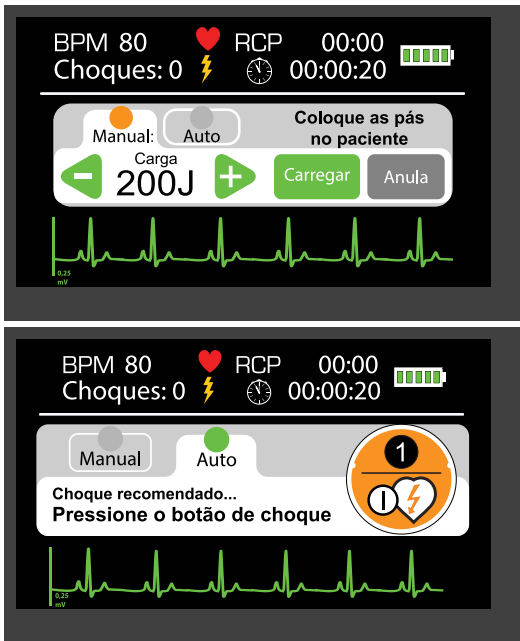 BPM 80 RCP 00:00
Choques: 0 00:00:20
Manual: Auto
Coloque as pás
no paciente
Carga
200J
- +
Carregar Anula
0,25
mV
BPM 80 RCP 00:00
Choques: 0 00:00:20
Manual Auto
1
Choque recomendado...
Pressione o botão de choque
0,25
mV